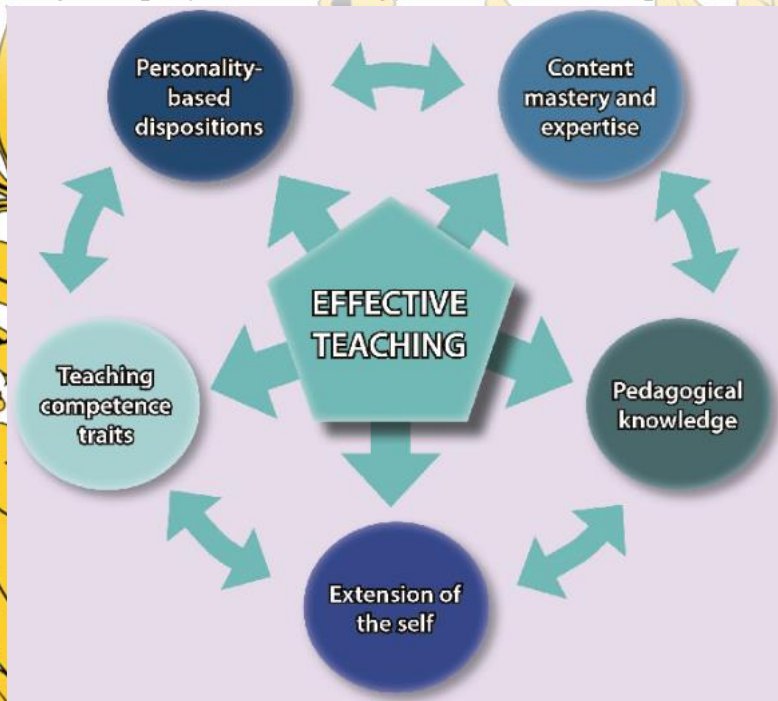 Personality-
based
dispositions
Content
mastery and
expertise
EFFECTIVE
TEACHING
Teaching
competence
traits
Pedagogical
knowledge
Extension of
the self